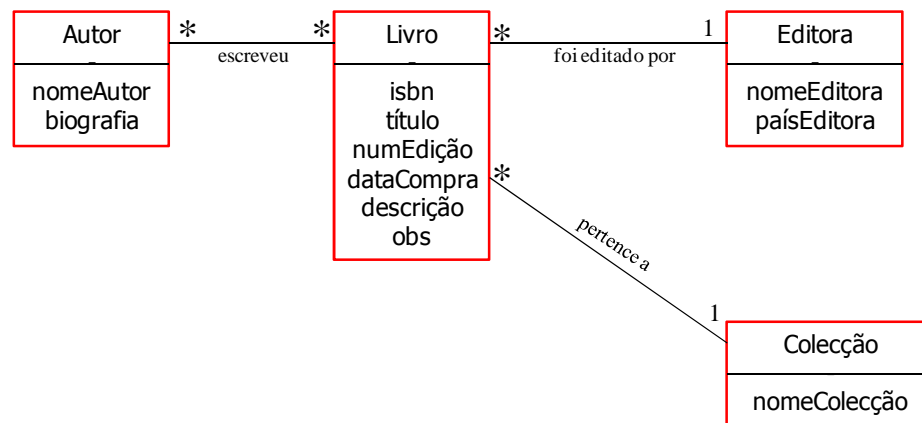 Autor
nomeAutor
biografia
*
*
escreveu
Livro
isbn
título
numEdição
dataCompra
descrição
obs
*
1
foi editado por
Editora
nomeEditora
paísEditora
*
pertence a
1
Colecção
nomeColecção